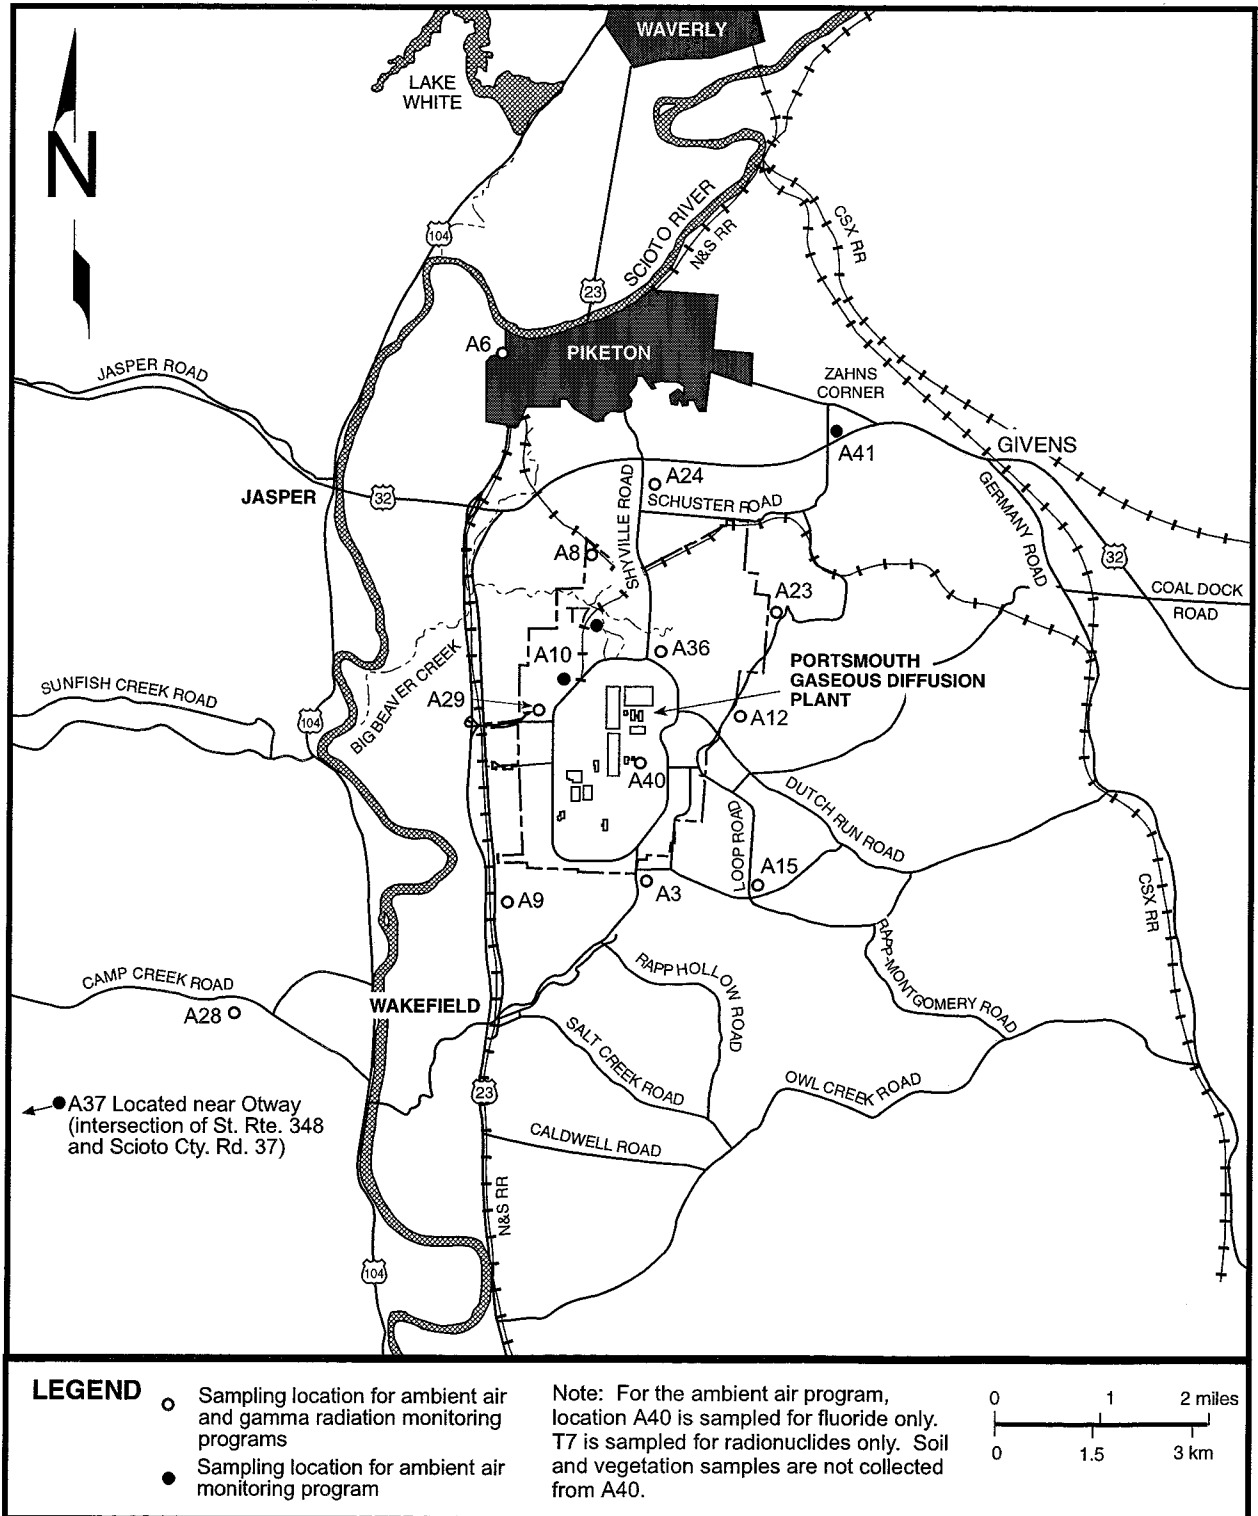 WAVERLY
LAKE
WHITE
N
104
SCIOTO RIVER
N&S RR
CSX RR
23
A6
PIKETON
JASPER ROAD
ZAHNS
CORNER
A41
GIVENS
A24
JASPER
32
SHYVILLE ROAD
SCHUSTER ROAD
GERMANY ROAD
A8
32
A23
COAL DOCK
ROAD
T7
A10
A36
PORTSMOUTH
GASEOUS DIFFUSION
PLANT
SUNFISH CREEK ROAD
BIG BEAVER CREEK
A29
A12
104
A40
DUTCH RUN ROAD
LOOP ROAD
A15
A9
A3
CSX RR
CAMP CREEK ROAD
WAKEFIELD
RAPP HOLLOW ROAD
RAPP-MONTGOMERY ROAD
A28
SALT CREEK ROAD
OWL CREEK ROAD
23
A37 Located near Otway
(intersection of St. Rte. 348
and Scioto Cty. Rd. 37)
CALDWELL ROAD
N&S RR
104
LEGEND
Sampling location for ambient air
and gamma radiation monitoring
programs
Sampling location for ambient air
monitoring program
Note: For the ambient air program,
location A40 is sampled for fluoride only.
T7 is sampled for radionuclides only. Soil
and vegetation samples are not collected
from A40.
0 1 2 miles
0 1.5 3 km